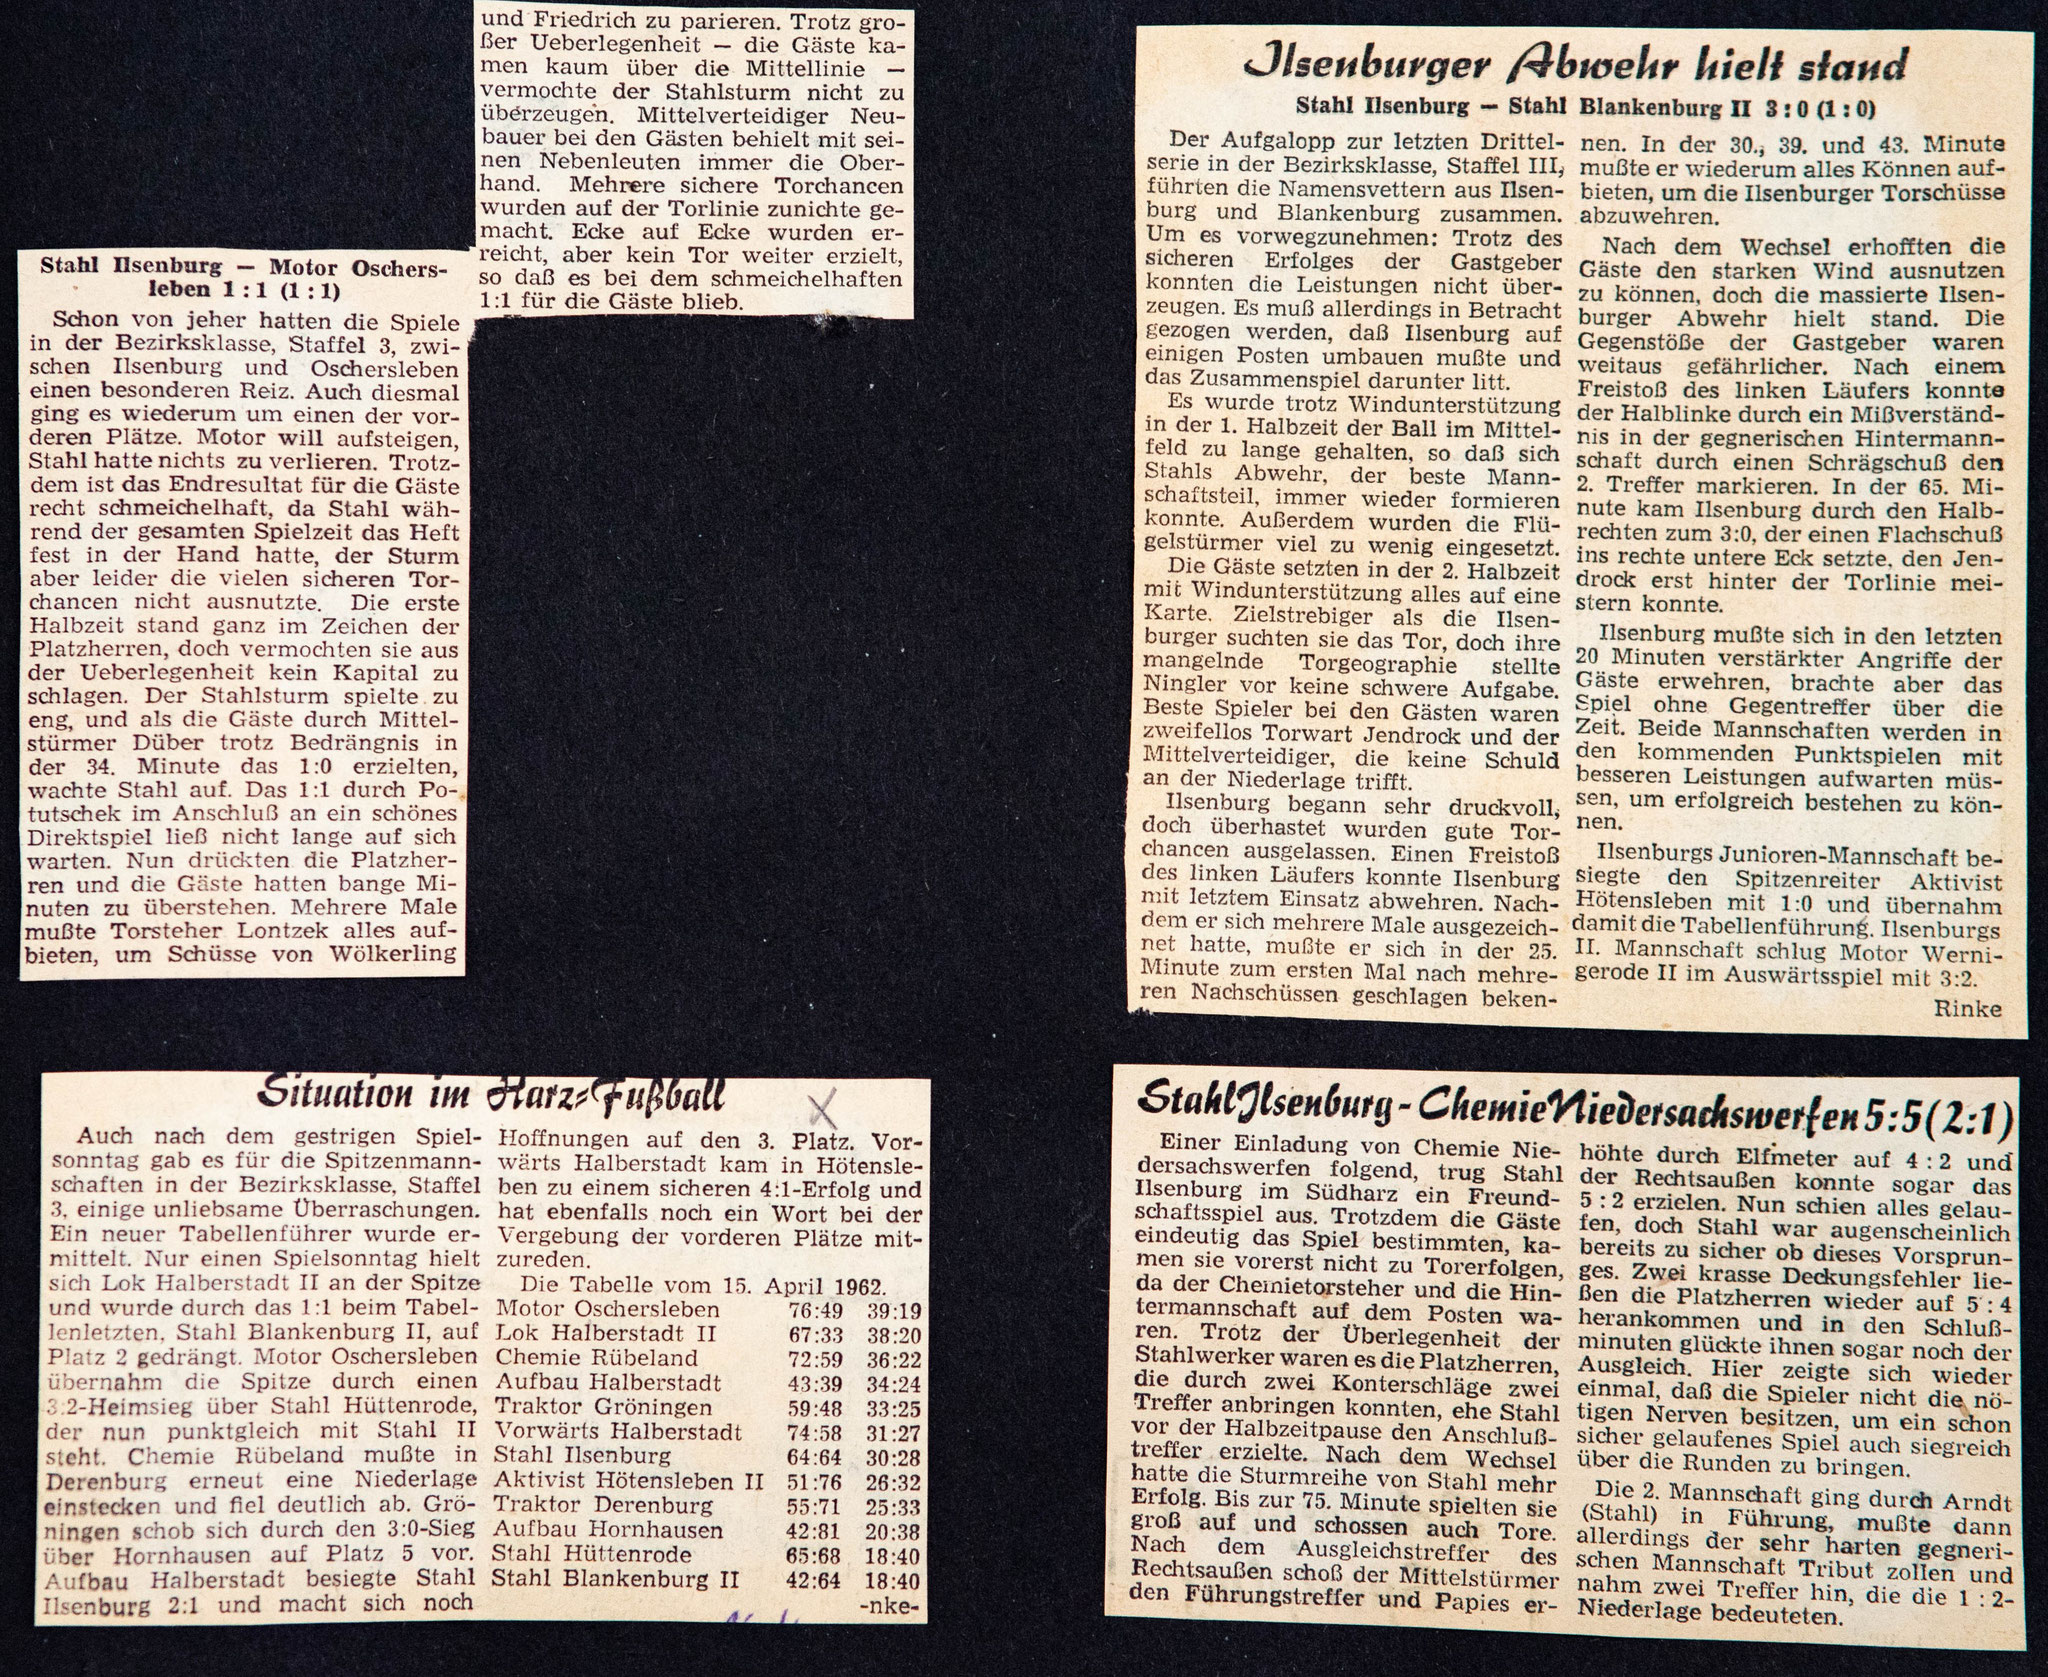 Stahl Ilsenburg — Motor Oschers-
leben 1 : 1 (1 : 1)
Schon von jeher hatten die Spiele
in der Bezirksklasse, Staffel 3, zwi-
schen Ilsenburg und Oschersleben
einen besonderen Reiz. Auch diesmal
ging es wiederum um einen der vor-
deren Plätze. Motor will aufsteigen,
Stahl hatte nichts zu verlieren. Trotz-
dem ist das Endresultat für die Gäste
recht schmeichelhaft, da Stahl wäh-
rend der gesamten Spielzeit das Heft
fest in der Hand hatte, der Sturm
aber leider die vielen sicheren Tor-
chancen nicht ausnutzte. Die erste
Halbzeit stand ganz im Zeichen der
Platzherren, doch vermochten sie aus
der Ueberlegenheit kein Kapital zu
schlagen. Der Stahlsturm spielte zu
eng, und als die Gäste durch Mittel-
stürmer Düber trotz Bedrängnis in
der 34. Minute das 1:0 erzielten,
wachte Stahl auf. Das 1:1 durch Po-
tutschek im Anschluß an ein schönes
Direktspiel ließ nicht lange auf sich
warten. Nun drückten die Platzher-
ren und die Gäste hatten bange Mi-
nuten zu überstehen. Mehrere Male
mußte Torsteher Lontzek alles auf-
bieten, um Schüsse von Wölkerling
und Friedrich zu parieren. Trotz gro-
ßer Ueberlegenheit — die Gäste ka-
men kaum über die Mittellinie —
vermochte der Stahlsturm nicht zu
überzeugen. Mittelverteidiger Neu-
bauer bei den Gästen behielt mit sei-
nen Nebenleuten immer die Ober-
hand. Mehrere sichere Torchancen
wurden auf der Torlinie zunichte ge-
macht. Ecke auf Ecke wurden er-
reicht, aber kein Tor weiter erzielt,
so daß es bei dem schmeichelhaften
1:1 für die Gäste blieb.
Ilsenburger Abwehr hielt stand
Stahl Ilsenburg — Stahl Blankenburg II 3 : 0 (1 : 0)
Der Aufgalopp zur letzten Drittel-
serie in der Bezirksklasse, Staffel III,
führten die Namensvettern aus Ilsen-
burg und Blankenburg zusammen.
Um es vorwegzunehmen: Trotz des
sicheren Erfolges der Gastgeber
konnten die Leistungen nicht über-
zeugen. Es muß allerdings in Betracht
gezogen werden, daß Ilsenburg auf
einigen Posten umbauen mußte und
das Zusammenspiel darunter litt.
Es wurde trotz Windunterstützung
in der 1. Halbzeit der Ball im Mittel-
feld zu lange gehalten, so daß sich
Stahls Abwehr, der beste Mann-
schaftsteil, immer wieder formieren
konnte. Außerdem wurden die Flü-
gelstürmer viel zu wenig eingesetzt.
Die Gäste setzten in der 2. Halbzeit
mit Windunterstützung alles auf eine
Karte. Zielstrebiger als die Ilsen-
burger suchten sie das Tor, doch ihre
mangelnde Torgeographie stellte
Ningler vor keine schwere Aufgabe.
Beste Spieler bei den Gästen waren
zweifellos Torwart Jendrock und der
Mittelverteidiger, die keine Schuld
an der Niederlage trifft.
Ilsenburg begann sehr druckvoll,
doch überhastet wurden gute Tor-
chancen ausgelassen. Einen Freistoß
des linken Läufers konnte Ilsenburg
mit letztem Einsatz abwehren. Nach-
dem er sich mehrere Male ausgezeich-
net hatte, mußte er sich in der 25.
Minute zum ersten Mal nach mehre-
ren Nachschüssen geschlagen beken-
nen. In der 30., 39. und 43. Minute
mußte er wiederum alles Können auf-
bieten, um die Ilsenburger Torschüsse
abzuwehren.
Nach dem Wechsel erhofften die
Gäste den starken Wind ausnutzen
zu können, doch die massierte Ilsen-
burger Abwehr hielt stand. Die
Gegenstöße der Gastgeber waren
weitaus gefährlicher. Nach einem
Freistoß des linken Läufers konnte
der Halblinke durch ein Mißverständ-
nis in der gegnerischen Hintermann-
schaft durch einen Schrägschuß den
2. Treffer markieren. In der 65. Mi-
nute kam Ilsenburg durch den Halb-
rechten zum 3:0, der einen Flachschuß
ins rechte untere Eck setzte, den Jen-
drock erst hinter der Torlinie mei-
stern konnte.
Ilsenburg mußte sich in den letzten
20 Minuten verstärkter Angriffe der
Gäste erwehren, brachte aber das
Spiel ohne Gegentreffer über die
Zeit. Beide Mannschaften werden in
den kommenden Punktspielen mit
besseren Leistungen aufwarten müs-
sen, um erfolgreich bestehen zu kön-
nen.
Ilsenburgs Junioren-Mannschaft be-
siegte den Spitzenreiter Aktivist
Hötensleben mit 1:0 und übernahm
damit die Tabellenführung. Ilsenburgs
II. Mannschaft schlug Motor Werni-
gerode II im Auswärtsspiel mit 3:2.
Rinke
Situation im Harz-Fußball
Auch nach dem gestrigen Spiel-
sonntag gab es für die Spitzenmann-
schaften in der Bezirksklasse, Staffel
3, einige unliebsame Überraschungen.
Ein neuer Tabellenführer wurde er-
mittelt. Nur einen Spielsonntag hielt
sich Lok Halberstadt II an der Spitze
und wurde durch das 1:1 beim Tabel-
lenletzten, Stahl Blankenburg II, auf
Platz 2 gedrängt. Motor Oschersleben
übernahm die Spitze durch einen
3:2-Heimsieg über Stahl Hüttenrode,
der nun punktgleich mit Stahl II
steht. Chemie Rübeland mußte in
Derenburg erneut eine Niederlage
einstecken und fiel deutlich ab. Grö-
ningen schob sich durch den 3:0-Sieg
über Hornhausen auf Platz 5 vor.
Aufbau Halberstadt besiegte Stahl
Ilsenburg 2:1 und macht sich noch
Hoffnungen auf den 3. Platz. Vor-
wärts Halberstadt kam in Hötensle-
ben zu einem sicheren 4:1-Erfolg und
hat ebenfalls noch ein Wort bei der
Vergebung der vorderen Plätze mit-
zureden.
Die Tabelle vom 15. April 1962.
Motor Oschersleben 76:49 39:19
Lok Halberstadt II 67:33 38:20
Chemie Rübeland 72:59 36:22
Aufbau Halberstadt 43:39 34:24
Traktor Gröningen 59:48 33:25
Vorwärts Halberstadt 74:58 31:27
Stahl Ilsenburg 64:64 30:28
Aktivist Hötensleben II 51:76 26:32
Traktor Derenburg 55:71 25:33
Aufbau Hornhausen 42:81 20:38
Stahl Hüttenrode 65:68 18:40
Stahl Blankenburg II 42:64 18:40
-nke-
Stahl Ilsenburg - Chemie Niedersachswerfen 5:5 (2:1)
Einer Einladung von Chemie Nie-
dersachswerfen folgend, trug Stahl
Ilsenburg im Südharz ein Freund-
schaftsspiel aus. Trotzdem die Gäste
eindeutig das Spiel bestimmten, ka-
men sie vorerst nicht zu Torerfolgen,
da der Chemietorsteher und die Hin-
termannschaft auf dem Posten wa-
ren. Trotz der Überlegenheit der
Stahlwerker waren es die Platzherren,
die durch zwei Konterschläge zwei
Treffer anbringen konnten, ehe Stahl
vor der Halbzeitpause den Anschluß-
treffer erzielte. Nach dem Wechsel
hatte die Sturmreihe von Stahl mehr
Erfolg. Bis zur 75. Minute spielten sie
groß auf und schossen auch Tore.
Nach dem Ausgleichstreffer des
Rechtsaußen schoß der Mittelstürmer
den Führungstreffer und Papies er-
höhte durch Elfmeter auf 4 : 2 und
der Rechtsaußen konnte sogar das
5 : 2 erzielen. Nun schien alles gelau-
fen, doch Stahl war augenscheinlich
bereits zu sicher ob dieses Vorsprun-
ges. Zwei krasse Deckungsfehler lie-
ßen die Platzherren wieder auf 5 : 4
herankommen und in den Schluß-
minuten glückte ihnen sogar noch der
Ausgleich. Hier zeigte sich wieder
einmal, daß die Spieler nicht die nö-
tigen Nerven besitzen, um ein schon
sicher gelaufenes Spiel auch siegreich
über die Runden zu bringen.
Die 2. Mannschaft ging durch Arndt
(Stahl) in Führung, mußte dann
allerdings der sehr harten gegneri-
schen Mannschaft Tribut zollen und
nahm zwei Treffer hin, die die 1 : 2-
Niederlage bedeuteten.